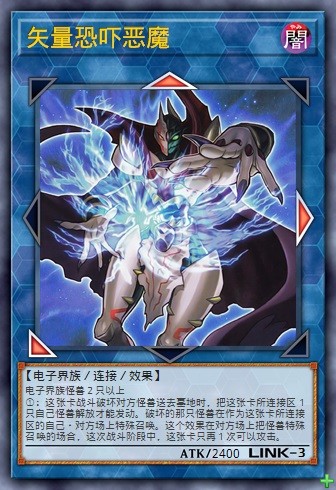 矢量恐吓恶魔
闇
【电子界族／连接／效果】
电子界族怪兽２只以上
①：这张卡战斗破坏对方怪兽送去墓地时，把这张卡所连接区１
只自己怪兽解放才能发动。破坏的那只怪兽在作为这张卡所连接
区的自己·对方场上特殊召唤。这个效果在对方场上把怪兽特殊
召唤的场合，这次战斗阶段中，这张卡只再１次可以攻击。
ATK/2400 LINK-3